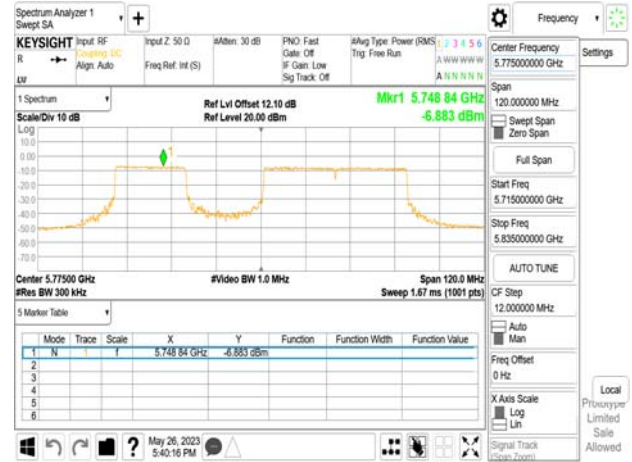 Spectrum Analyzer 1
Swept SA
+
Frequency
KEYSIGHT
R
LW
Input: RF
Coupling: DC
Align: Auto
Input Z: 50 Ω
Freq Ref: Int (S)
#Atten: 30 dB
PNO: Fast
Gate: Off
IF Gain: Low
Sig Track: Off
#Avg Type: Power (RMS
Trig: Free Run
1 2 3 4 5 6
A W W W W W
A N N N N N
Center Frequency
5.775000000 GHz
Settings
Span
120.000000 MHz
Swept Span
Zero Span
Full Span
Start Freq
5.715000000 GHz
Stop Freq
5.835000000 GHz
AUTO TUNE
CF Step
12.000000 MHz
Auto
Man
Freq Offset
0 Hz
X Axis Scale
Log
Lin
Signal Track
(Span Zoom)
Local
Prototype
Limited
Sale
Allowed
1 Spectrum
Scale/Div 10 dB
Ref Lvl Offset 12.10 dB
Ref Level 20.00 dBm
Mkr1 5.748 84 GHz
-6.883 dBm
Log
10.0
0.00
-10.0
-20.0
-30.0
-40.0
-50.0
-60.0
-70.0
1
Center 5.77500 GHz
#Res BW 300 kHz
#Video BW 1.0 MHz
Span 120.0 MHz
Sweep 1.67 ms (1001 pts)
5 Marker Table
Mode Trace Scale X Y Function Function Width Function Value
1 N 1 f 5.748 84 GHz -6.883 dBm
2
3
4
5
6
?
May 26, 2023
5:40:16 PM